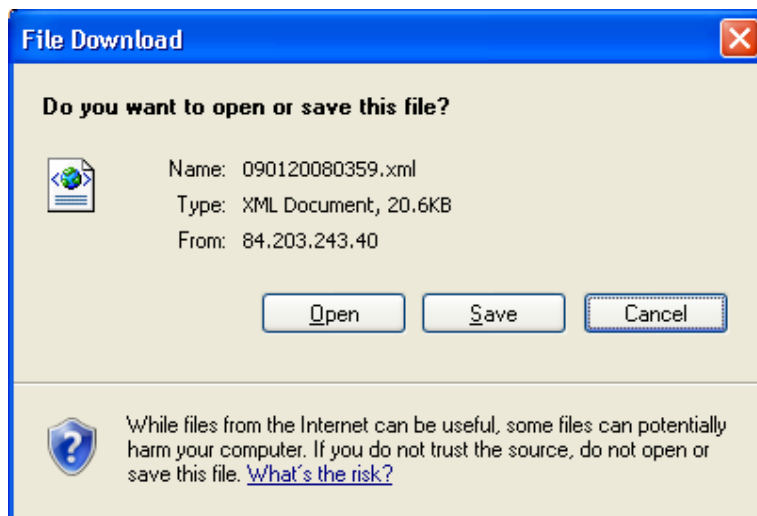 File Download
Do you want to open or save this file?
Name: 090120080359.xml
Type: XML Document, 20.6KB
From: 84.203.243.40
Open Save Cancel
While files from the Internet can be useful, some files can potentially
harm your computer. If you do not trust the source, do not open or
save this file. What's the risk?